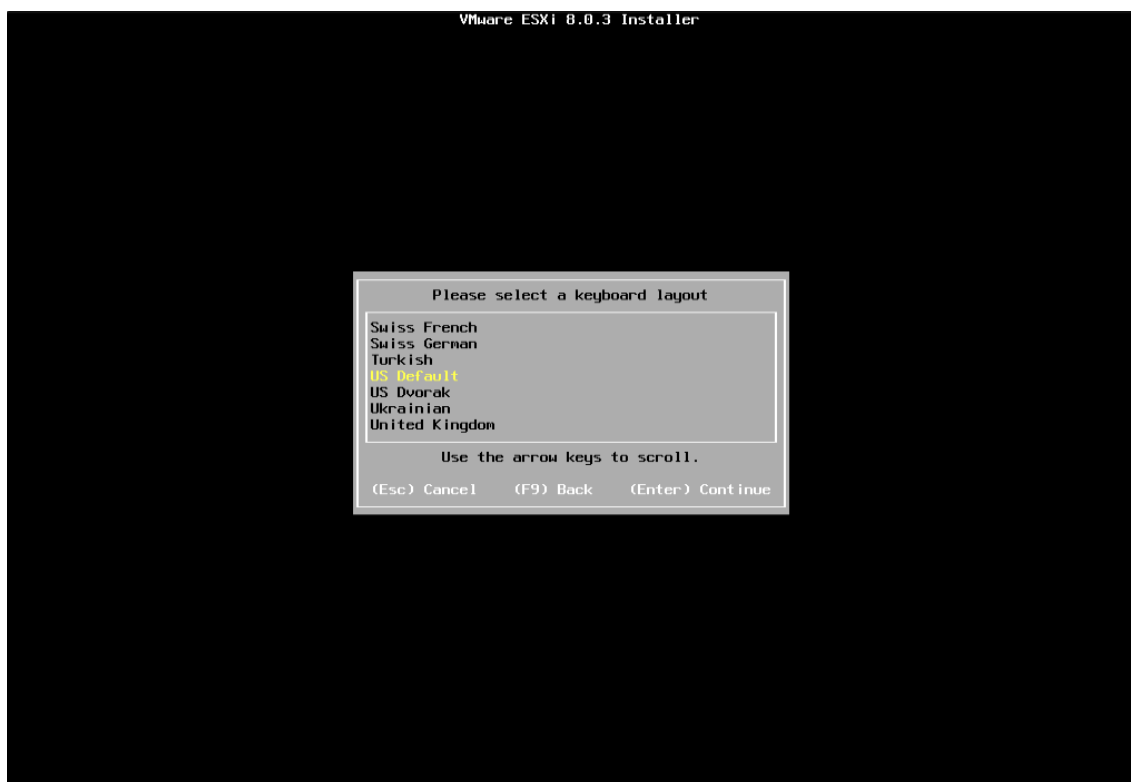 VMware ESXi 8.0.3 Installer
Please select a keyboard layout
Swiss French
Swiss German
Turkish
US Default
US Dvorak
Ukrainian
United Kingdom
Use the arrow keys to scroll.
(Esc) Cancel (F9) Back (Enter) Continue